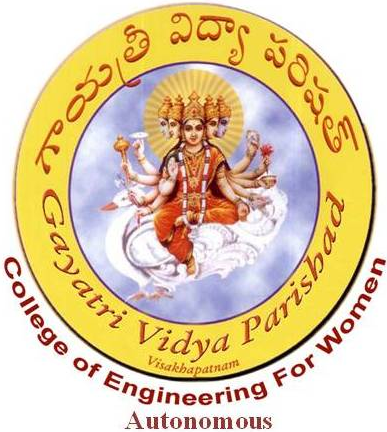 గాయత్రీ విద్యా పరిషత్
Gayatri Vidya Parishad
Visakhapatnam
College of Engineering For Women
Autonomous